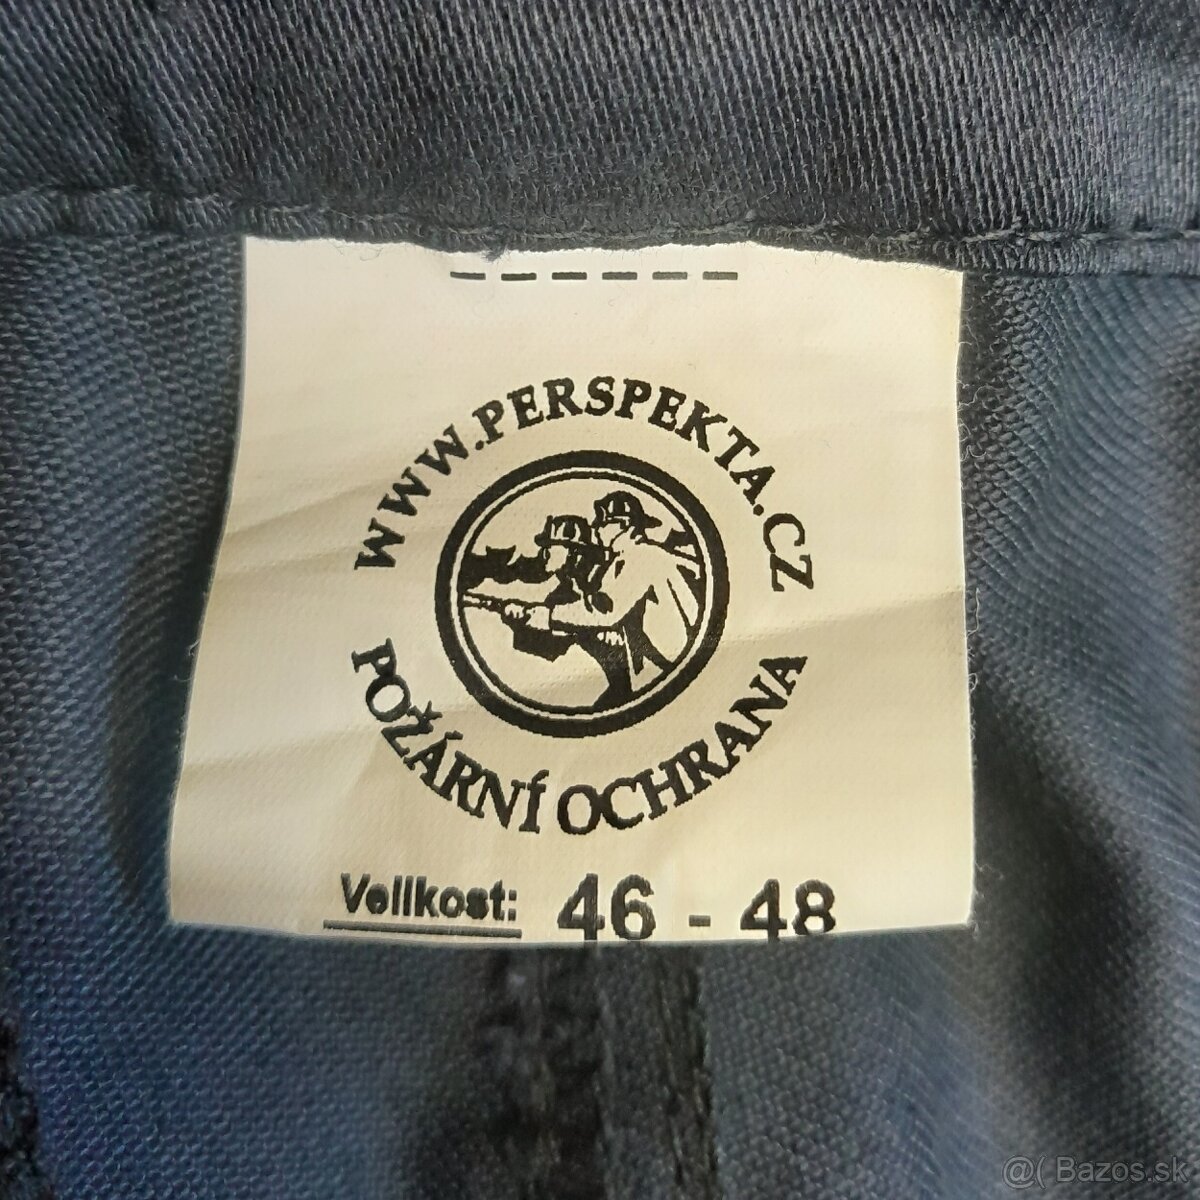 WWW.PERSPEKTA.CZ
POŽÁRNÍ OCHRANA
Velikost: 46 - 48
@( Bazos.sk